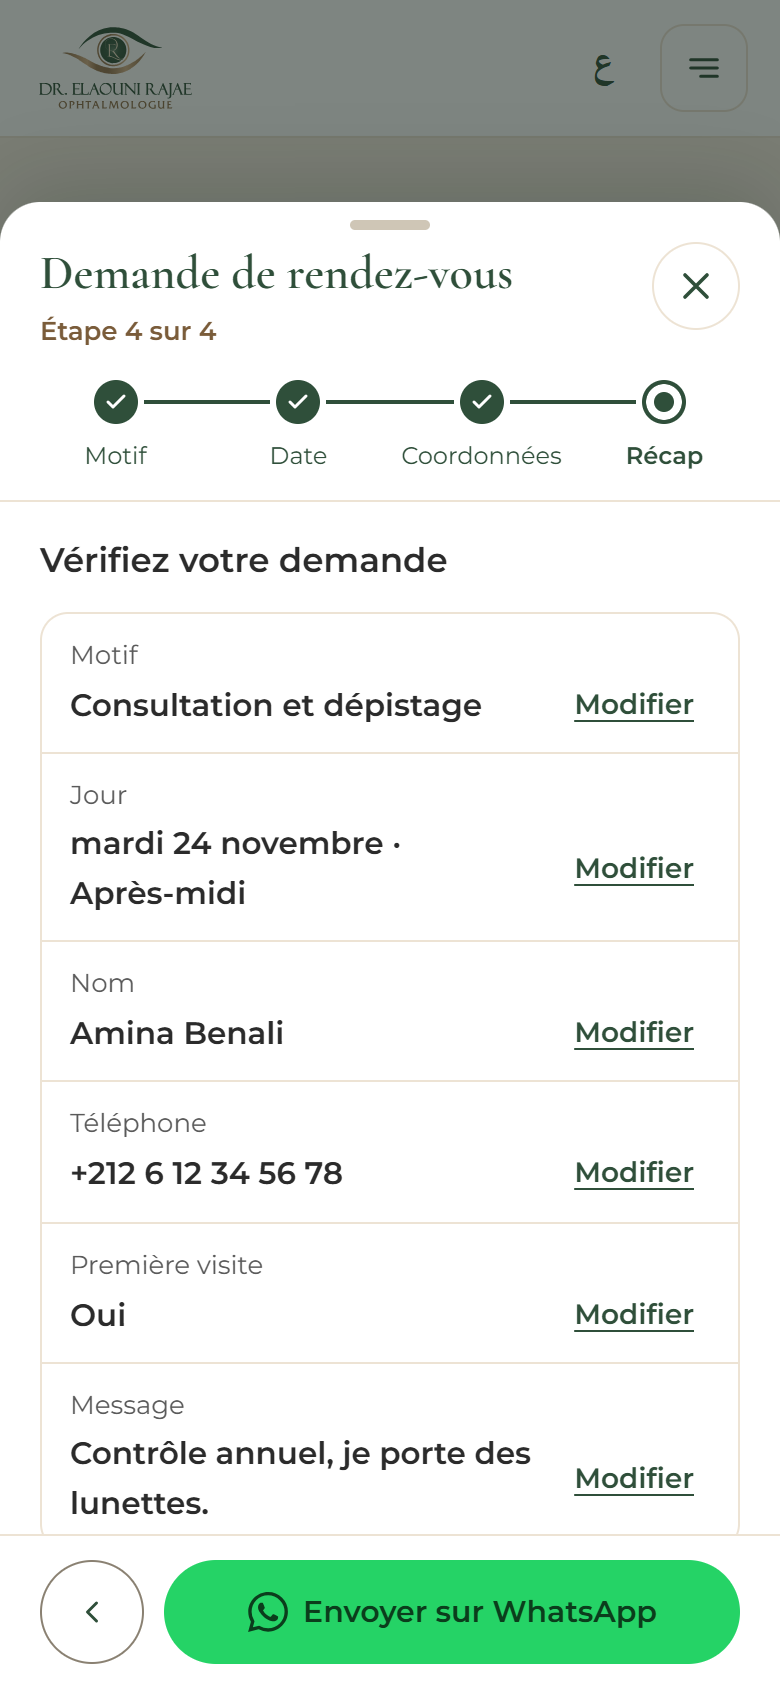 DR. ELAOUNI RAJAE
OPHTALMOLOGUE
ع
Demande de rendez-vous
Étape 4 sur 4
Motif
Date
Coordonnées
Récap
Vérifiez votre demande
Motif
Consultation et dépistage
Modifier
Jour
mardi 24 novembre ·
Après-midi
Modifier
Nom
Amina Benali
Modifier
Téléphone
+212 6 12 34 56 78
Modifier
Première visite
Oui
Modifier
Message
Contrôle annuel, je porte des
lunettes.
Modifier
Envoyer sur WhatsApp